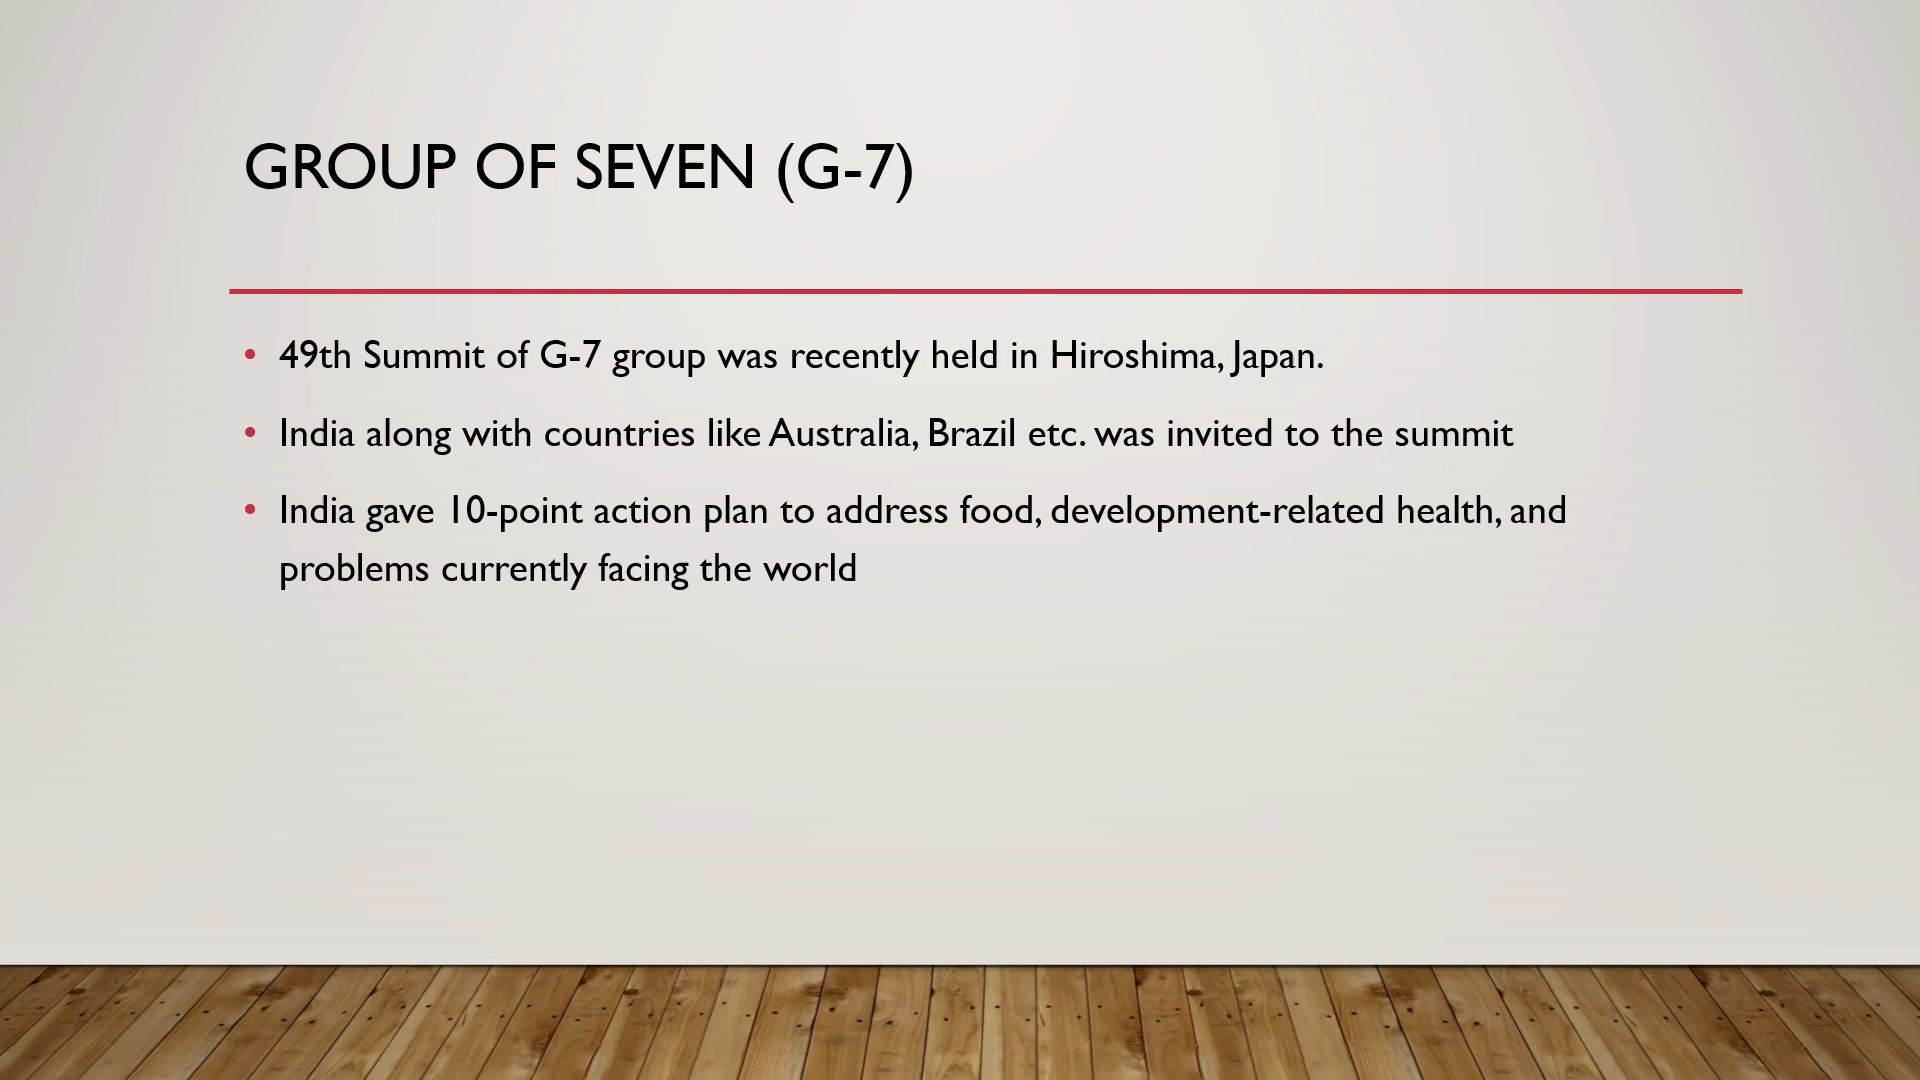 GROUP OF SEVEN (G-7)
• 49th Summit of G-7 group was recently held in Hiroshima, Japan.
• India along with countries like Australia, Brazil etc. was invited to the summit
• India gave 10-point action plan to address food, development-related health, and
problems currently facing the world